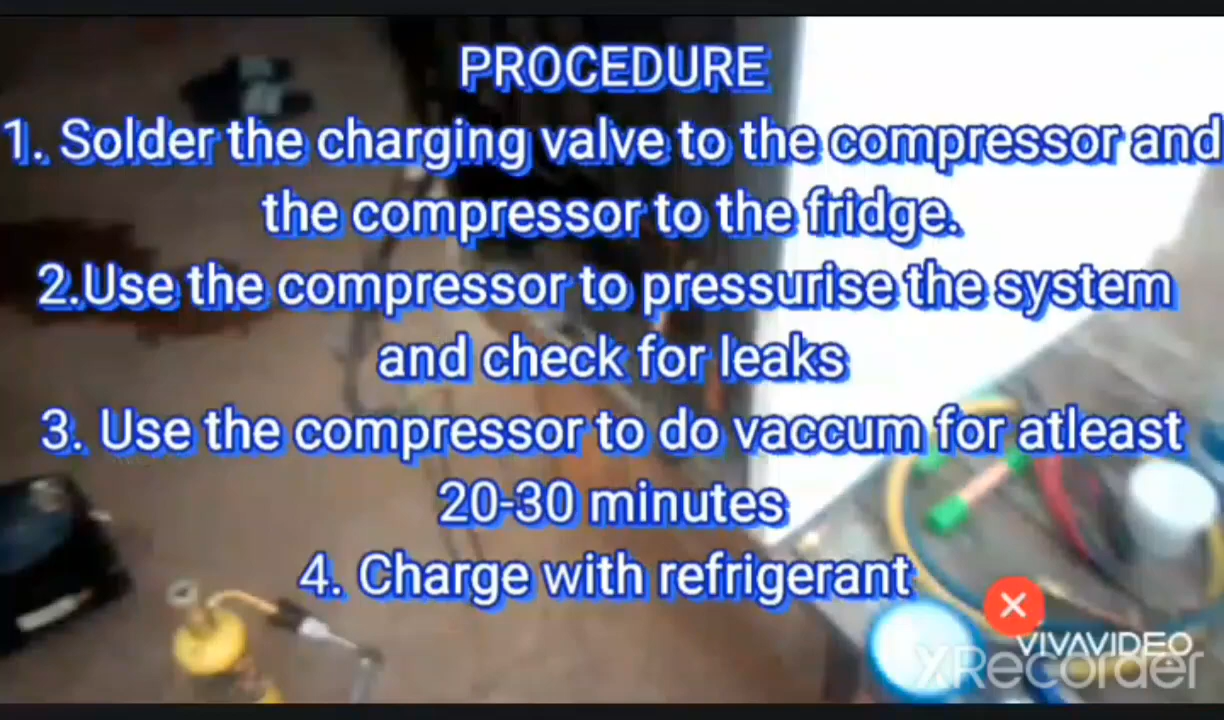 PROCEDURE
1. Solder the charging valve to the compressor and
the compressor to the fridge.
2.Use the compressor to pressurise the system
and check for leaks
3. Use the compressor to do vaccum for atleast
20-30 minutes
4. Charge with refrigerant
VIVAVIDEO
XRecorder